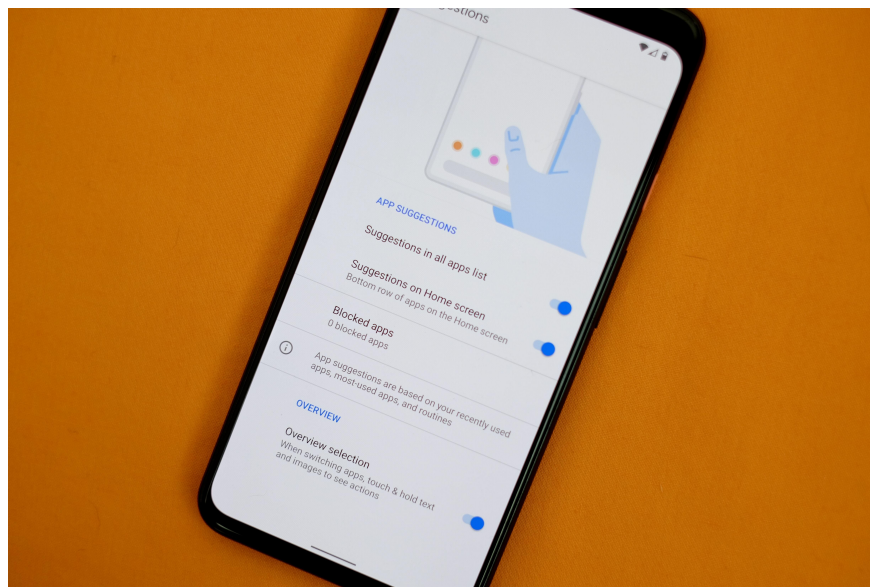 APP SUGGESTIONS
Suggestions in all apps list
Suggestions on Home screen
Bottom row of apps on the Home screen
Blocked apps
0 blocked apps
App suggestions are based on your recently used
apps, most-used apps, and routines
OVERVIEW
Overview selection
When switching apps, touch & hold text
and images to see actions